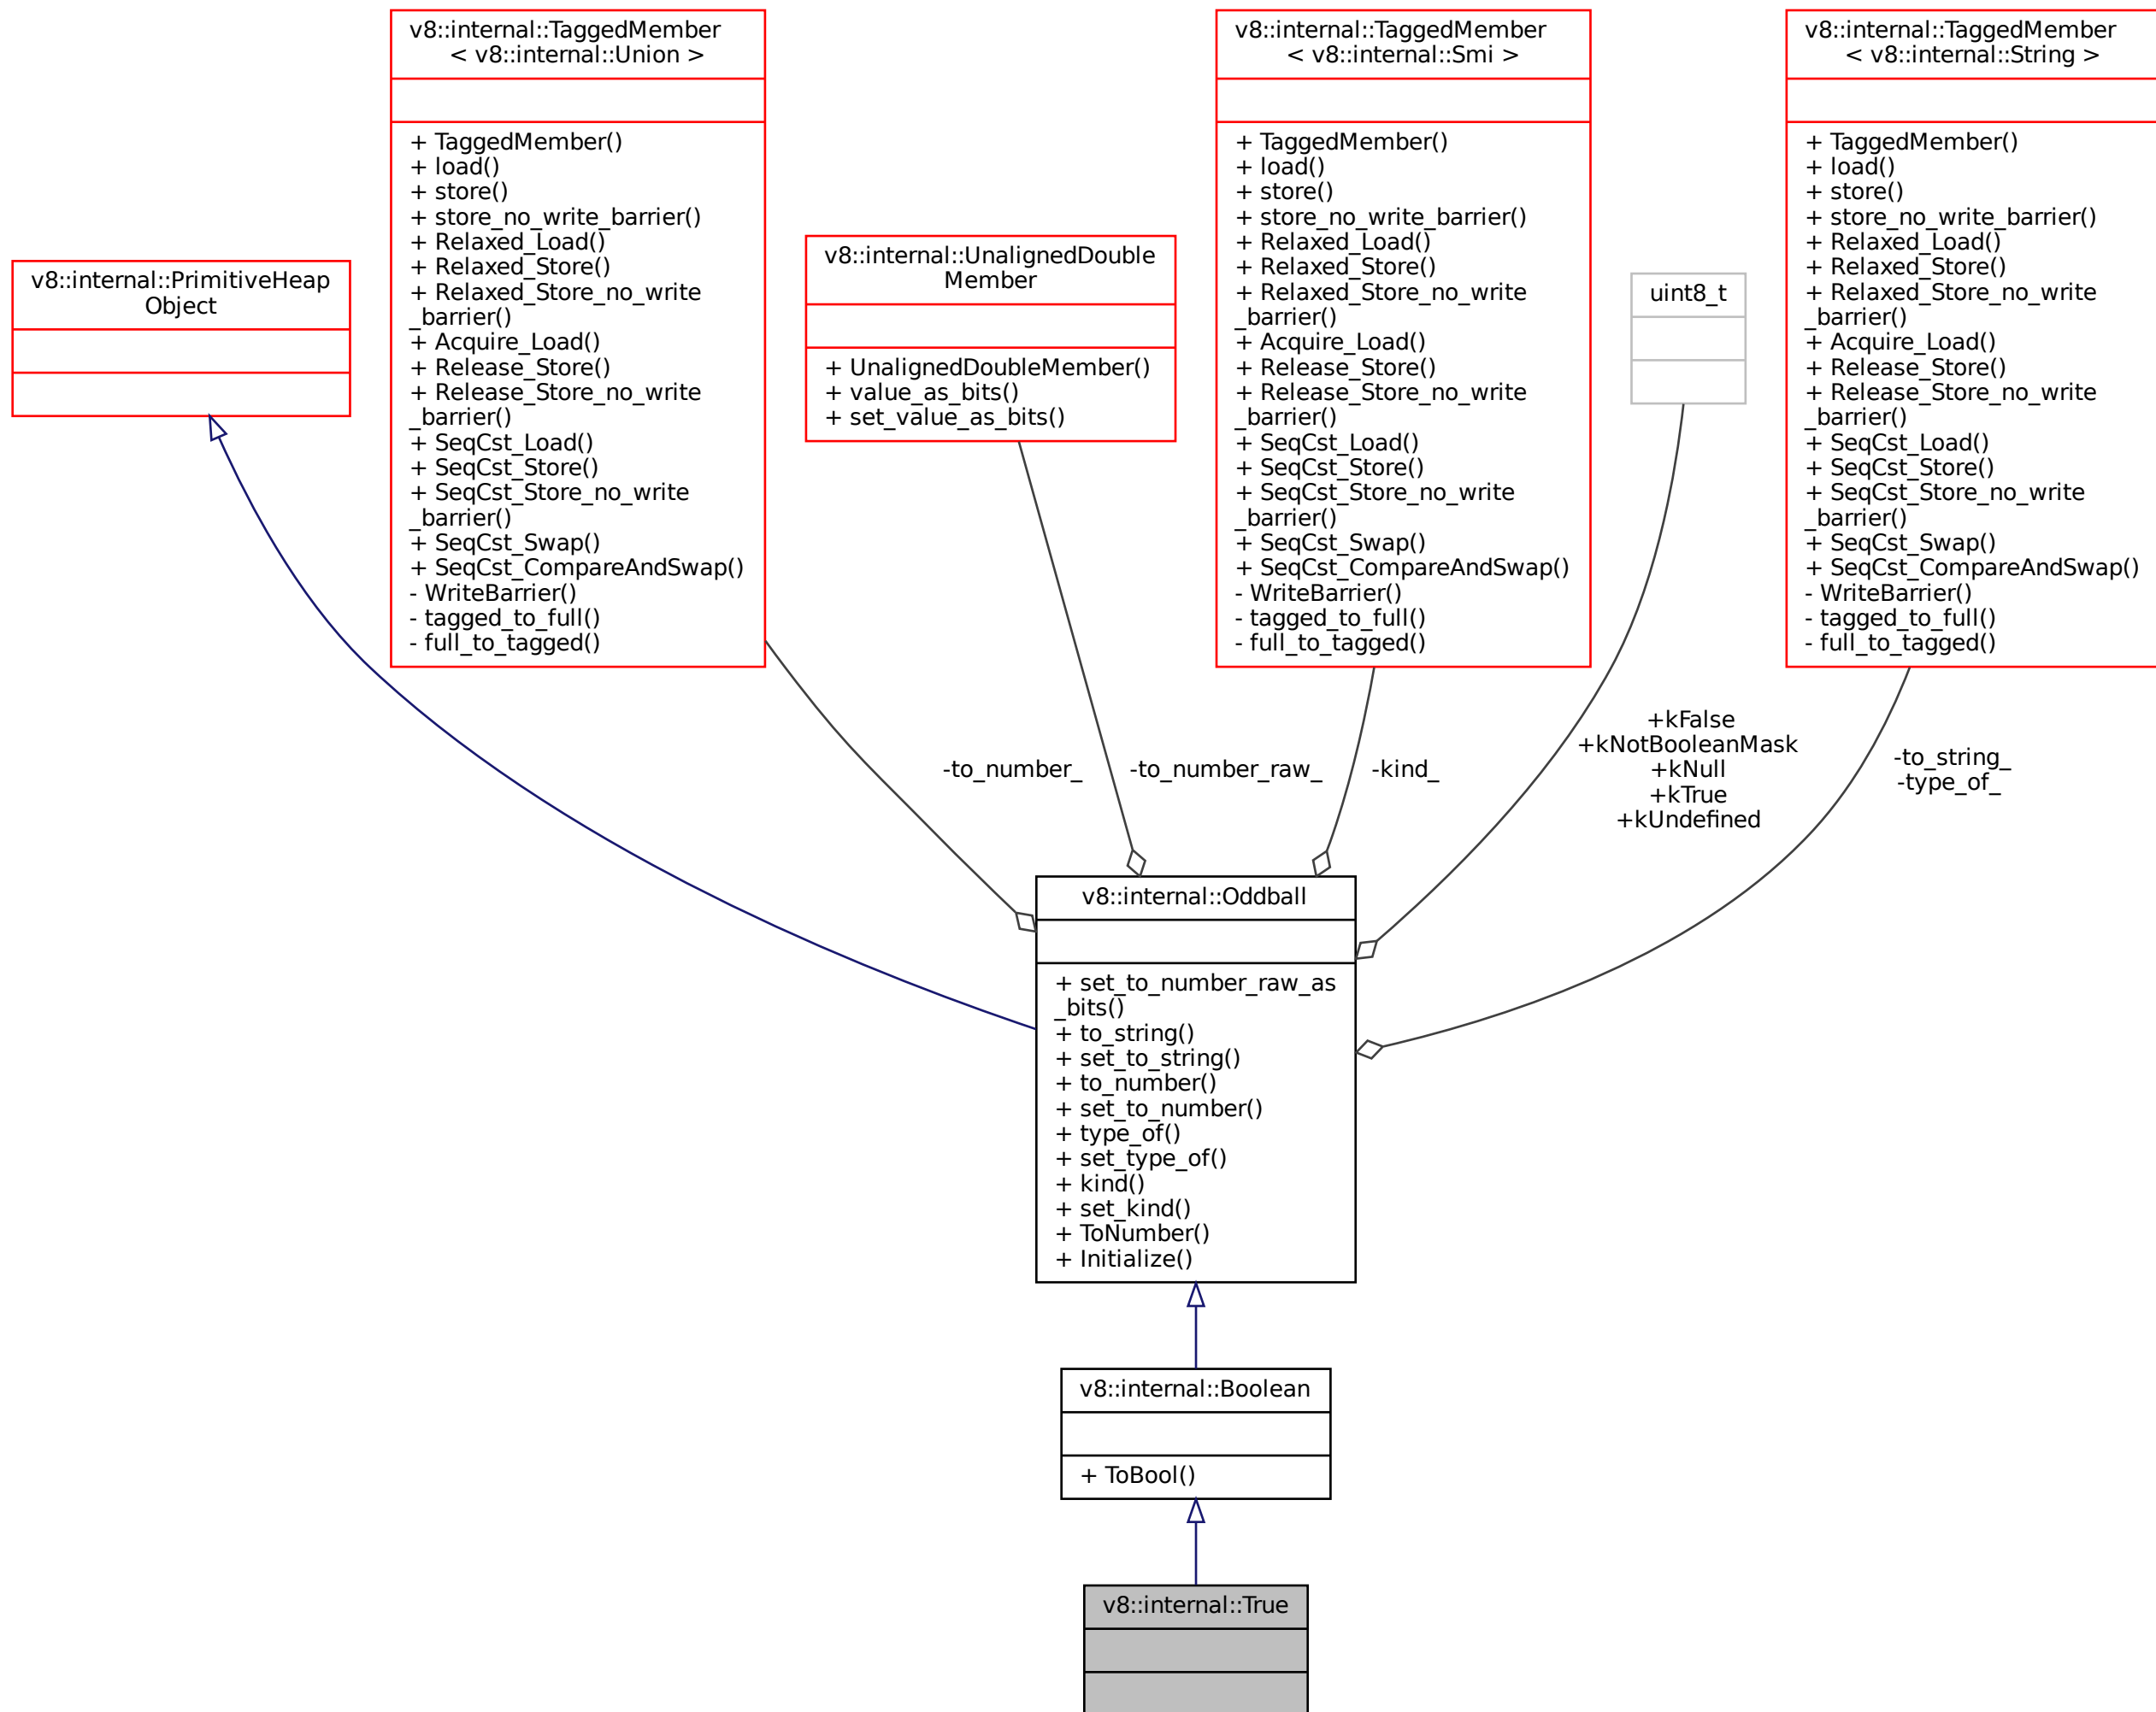 v8::internal::PrimitiveHeap
Object
v8::internal::TaggedMember
< v8::internal::Union >
+ TaggedMember()
+ load()
+ store()
+ store_no_write_barrier()
+ Relaxed_Load()
+ Relaxed_Store()
+ Relaxed_Store_no_write
_barrier()
+ Acquire_Load()
+ Release_Store()
+ Release_Store_no_write
_barrier()
+ SeqCst_Load()
+ SeqCst_Store()
+ SeqCst_Store_no_write
_barrier()
+ SeqCst_Swap()
+ SeqCst_CompareAndSwap()
- WriteBarrier()
- tagged_to_full()
- full_to_tagged()
v8::internal::UnalignedDouble
Member
+ UnalignedDoubleMember()
+ value_as_bits()
+ set_value_as_bits()
v8::internal::TaggedMember
< v8::internal::Smi >
+ TaggedMember()
+ load()
+ store()
+ store_no_write_barrier()
+ Relaxed_Load()
+ Relaxed_Store()
+ Relaxed_Store_no_write
_barrier()
+ Acquire_Load()
+ Release_Store()
+ Release_Store_no_write
_barrier()
+ SeqCst_Load()
+ SeqCst_Store()
+ SeqCst_Store_no_write
_barrier()
+ SeqCst_Swap()
+ SeqCst_CompareAndSwap()
- WriteBarrier()
- tagged_to_full()
- full_to_tagged()
uint8_t
v8::internal::TaggedMember
< v8::internal::String >
+ TaggedMember()
+ load()
+ store()
+ store_no_write_barrier()
+ Relaxed_Load()
+ Relaxed_Store()
+ Relaxed_Store_no_write
_barrier()
+ Acquire_Load()
+ Release_Store()
+ Release_Store_no_write
_barrier()
+ SeqCst_Load()
+ SeqCst_Store()
+ SeqCst_Store_no_write
_barrier()
+ SeqCst_Swap()
+ SeqCst_CompareAndSwap()
- WriteBarrier()
- tagged_to_full()
- full_to_tagged()
-to_number_
-to_number_raw_
-kind_
+kFalse
+kNotBooleanMask
+kNull
+kTrue
+kUndefined
-to_string_
-type_of_
v8::internal::Oddball
+ set_to_number_raw_as
_bits()
+ to_string()
+ set_to_string()
+ to_number()
+ set_to_number()
+ type_of()
+ set_type_of()
+ kind()
+ set_kind()
+ ToNumber()
+ Initialize()
v8::internal::Boolean
+ ToBool()
v8::internal::True